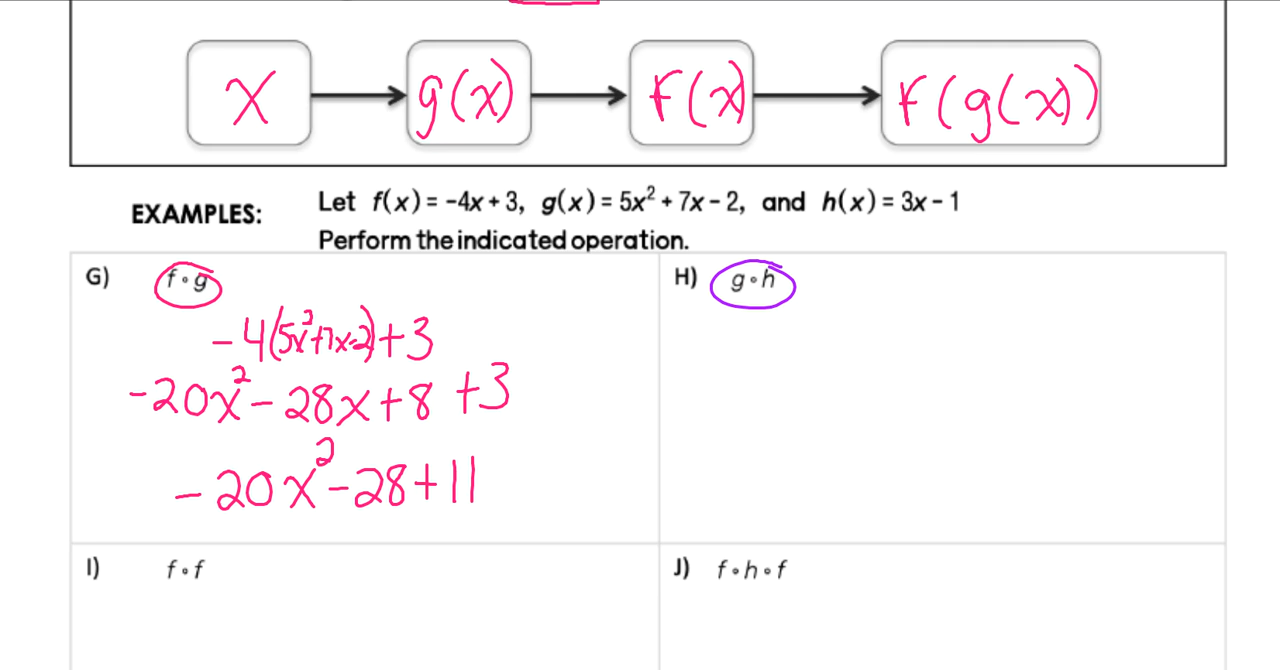 x g(x) f(x) f(g(x))
EXAMPLES: Let f(x) = -4x + 3, g(x) = 5x² + 7x - 2, and h(x) = 3x - 1
Perform the indicated operation.
G) f∘g
-4(5x²+7x-2)+3
-20x²-28x+8 +3
-20x²-28+11
H) g∘h
I) f∘f
J) f∘h∘f